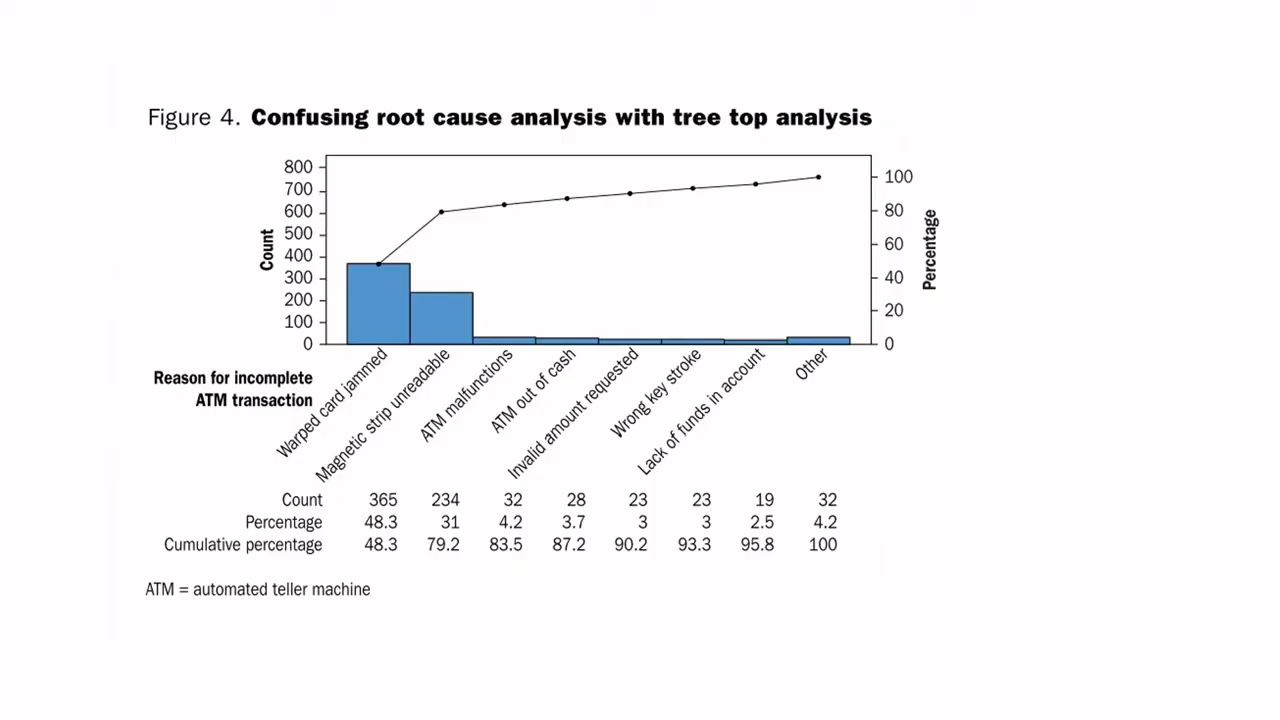 Figure 4. Confusing root cause analysis with tree top analysis
800
700
600
500
400
300
200
100
0
Count
100
80
60
40
20
0
Percentage
Reason for incomplete
ATM transaction
Warped card jammed
Magnetic strip unreadable
ATM malfunctions
ATM out of cash
Invalid amount requested
Wrong key stroke
Lack of funds in account
Other
Count 365 234 32 28 23 23 19 32
Percentage 48.3 31 4.2 3.7 3 3 2.5 4.2
Cumulative percentage 48.3 79.2 83.5 87.2 90.2 93.3 95.8 100
ATM = automated teller machine